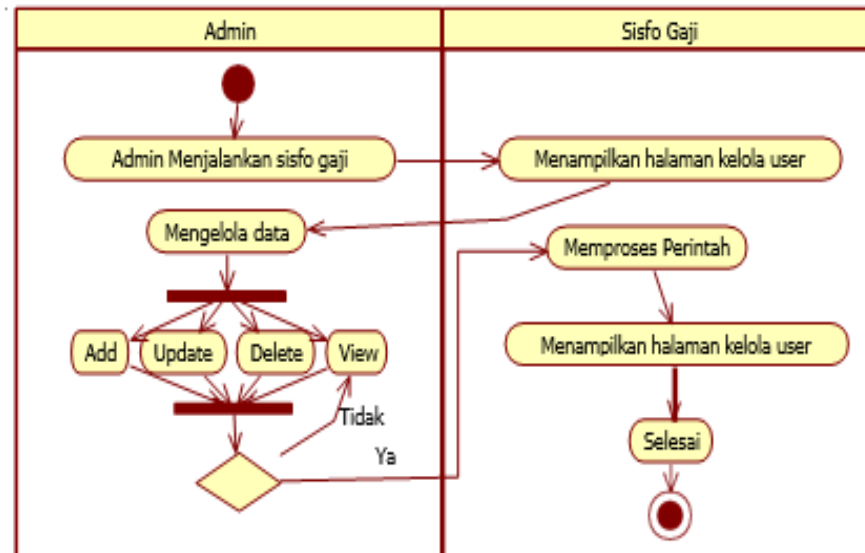 Admin
Sisfo Gaji
Admin Menjalankan sisfo gaji
Menampilkan halaman kelola user
Mengelola data
Memproses Perintah
Add
Update
Delete
View
Menampilkan halaman kelola user
Tidak
Ya
Selesai